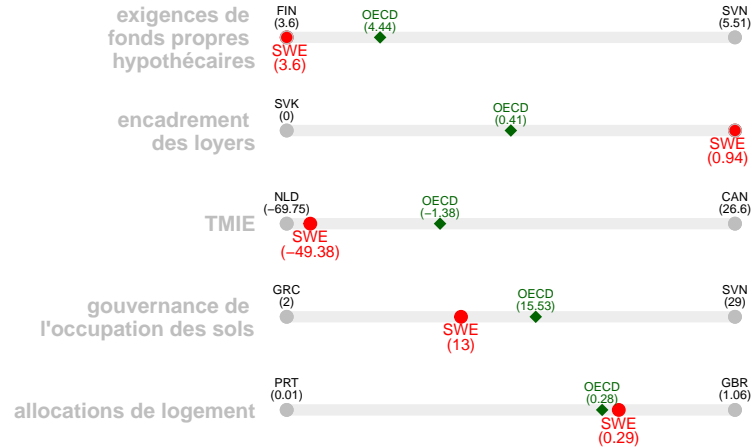 exigences de
fonds propres
hypothécaires
FIN
(3.6)
SWE
(3.6)
OECD
(4.44)
SVN
(5.51)
encadrement
des loyers
SVK
(0)
OECD
(0.41)
SWE
(0.94)
TMIE
NLD
(−69.75)
SWE
(−49.38)
OECD
(−1.38)
CAN
(26.6)
gouvernance de
l'occupation des sols
GRC
(2)
SWE
(13)
OECD
(15.53)
SVN
(29)
allocations de logement
PRT
(0.01)
OECD
(0.28)
SWE
(0.29)
GBR
(1.06)